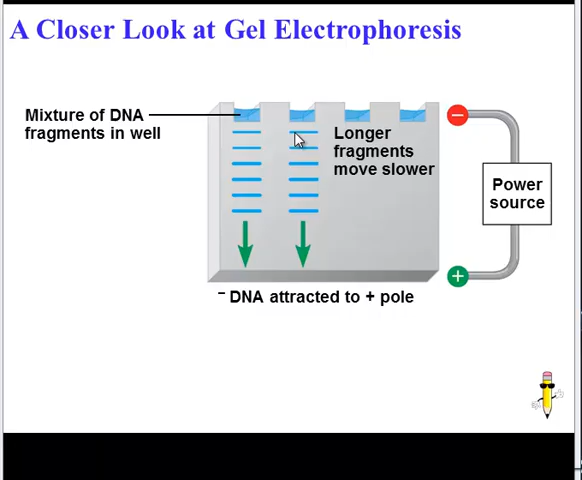 A Closer Look at Gel Electrophoresis
Mixture of DNA
fragments in well
Longer
fragments
move slower
−
Power
source
+
− DNA attracted to + pole